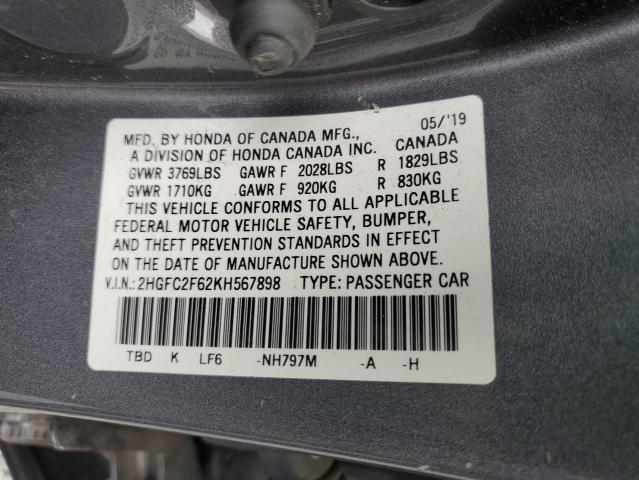 MFD. BY HONDA OF CANADA MFG., 05/'19
A DIVISION OF HONDA CANADA INC. CANADA
GVWR 3769LBS GAWR F 2028LBS R 1829LBS
GVWR 1710KG GAWR F 920KG R 830KG
THIS VEHICLE CONFORMS TO ALL APPLICABLE
FEDERAL MOTOR VEHICLE SAFETY, BUMPER,
AND THEFT PREVENTION STANDARDS IN EFFECT
ON THE DATE OF MANUFACTURE SHOWN ABOVE.
V.I.N.: 2HGFC2F62KH567898 TYPE: PASSENGER CAR
TBD K LF6 -NH797M -A -H